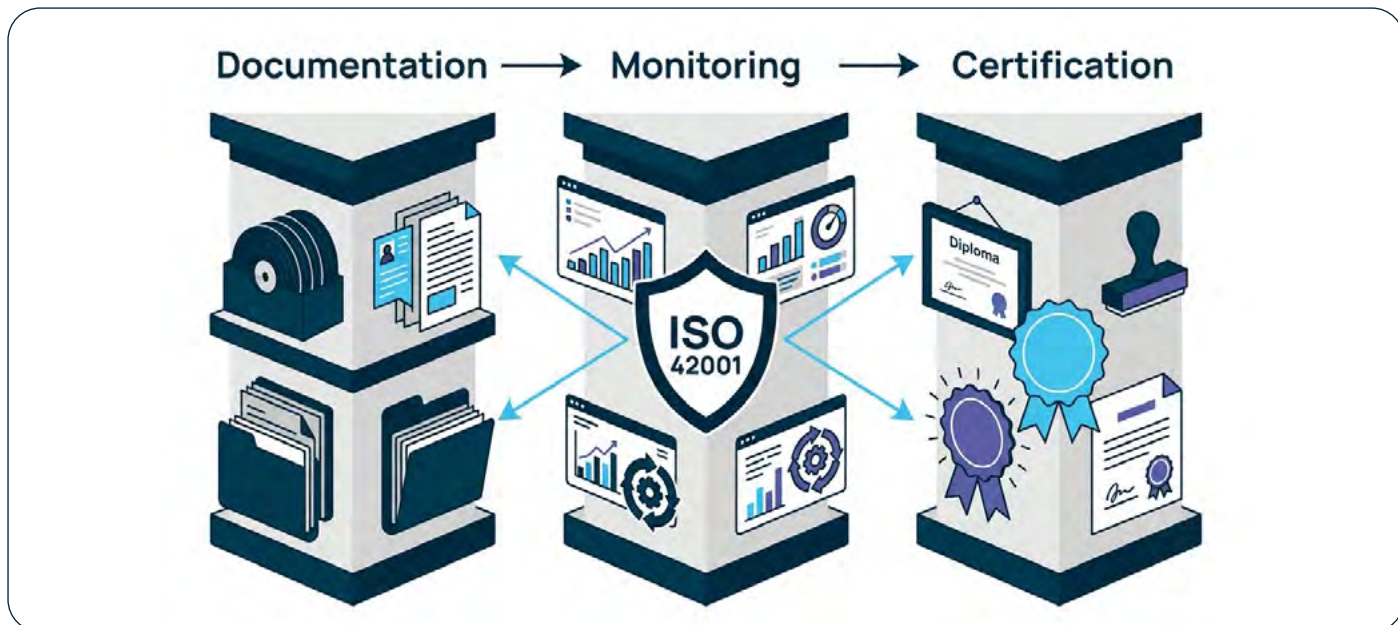 Documentation → Monitoring → Certification
ISO
42001
Diploma